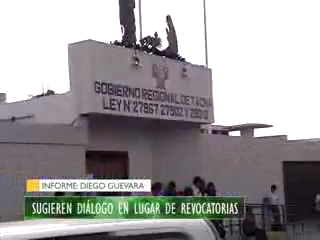 GOBIERNO REGIONAL DE TACNA
LEY N° 27867-27902 Y 28013
INFORME: DIEGO GUEVARA
SUGIEREN DIÁLOGO EN LUGAR DE REVOCATORIAS